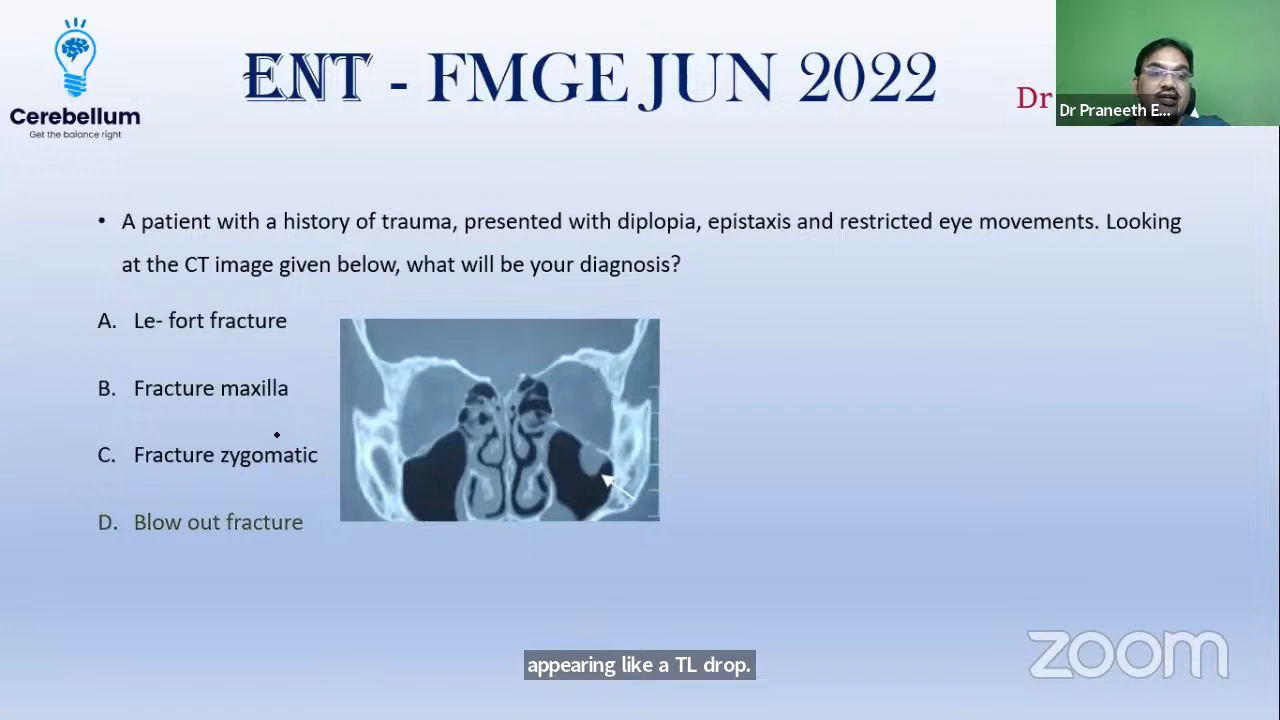 Cerebellum
Get the balance right
ENT - FMGE JUN 2022
Dr
Dr Praneeth E...
• A patient with a history of trauma, presented with diplopia, epistaxis and restricted eye movements. Looking
at the CT image given below, what will be your diagnosis?
A. Le- fort fracture
B. Fracture maxilla
C. Fracture zygomatic
D. Blow out fracture
appearing like a TL drop.
zoom